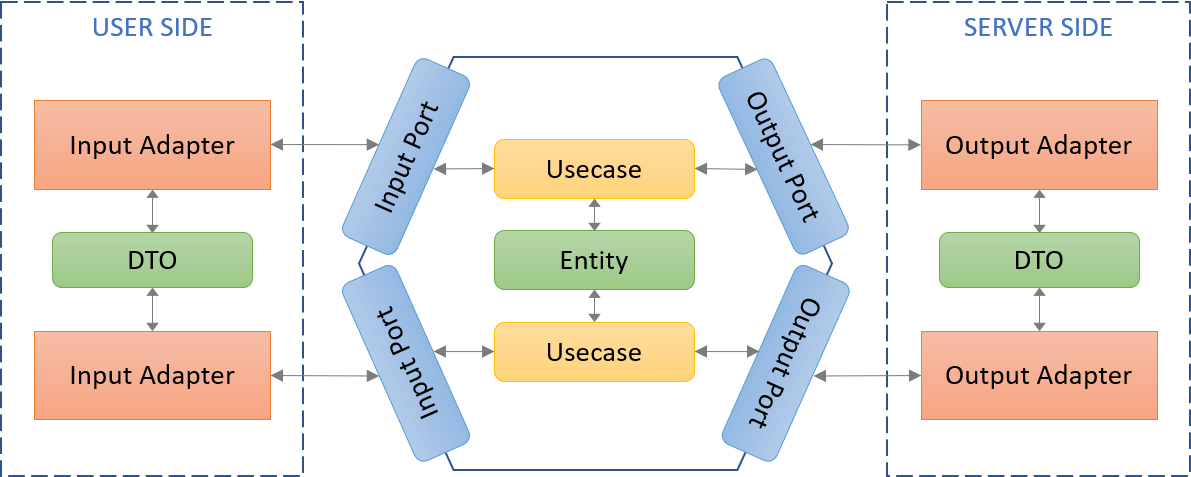 USER SIDE
SERVER SIDE
Input Adapter
Input Port
Usecase
Output Port
Output Adapter
DTO
Entity
DTO
Input Adapter
Input Port
Usecase
Output Port
Output Adapter